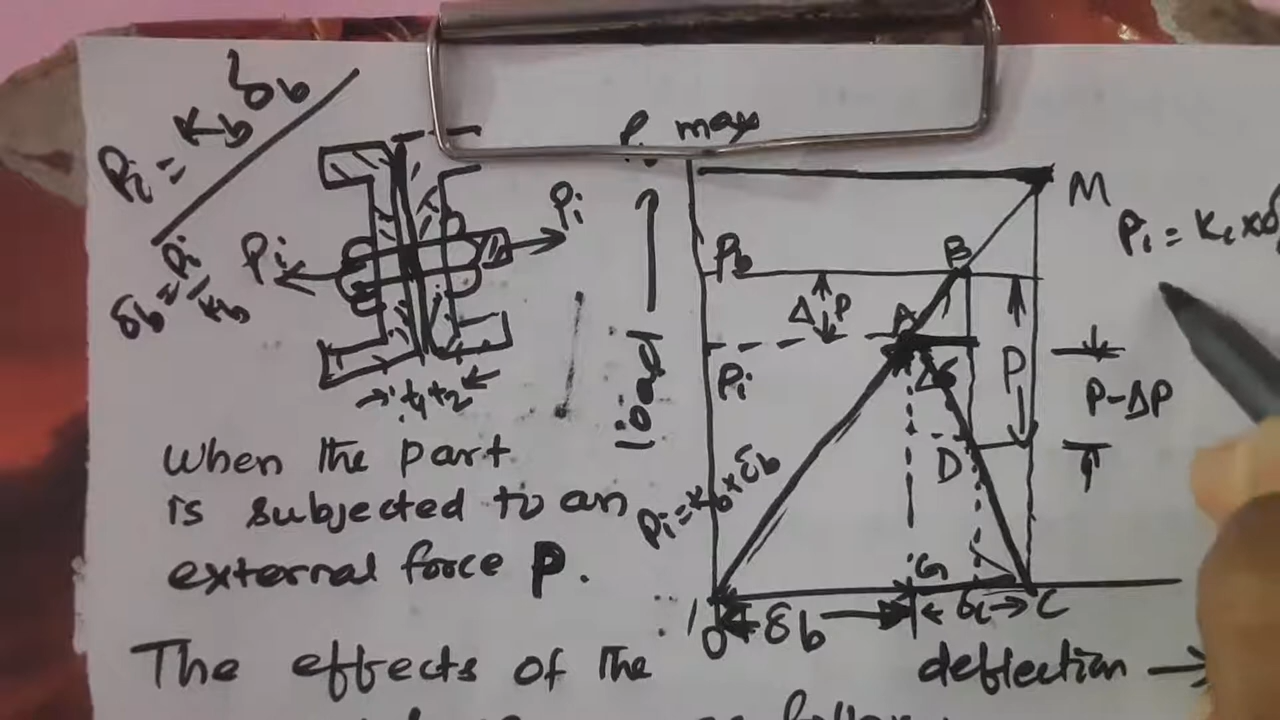 Pi = Kb δb
δb = Pi/Kb
Pi
Pi
t1 t2
When the part
is subjected to an
external force P.
The effects of the
max
load
M
Pb
B
ΔP
A
Pi
Δδ
P
D
Pi = Kb × δb
G
O
δb
δc
C
deflection →
P - ΔP
Pi = Kc × δ